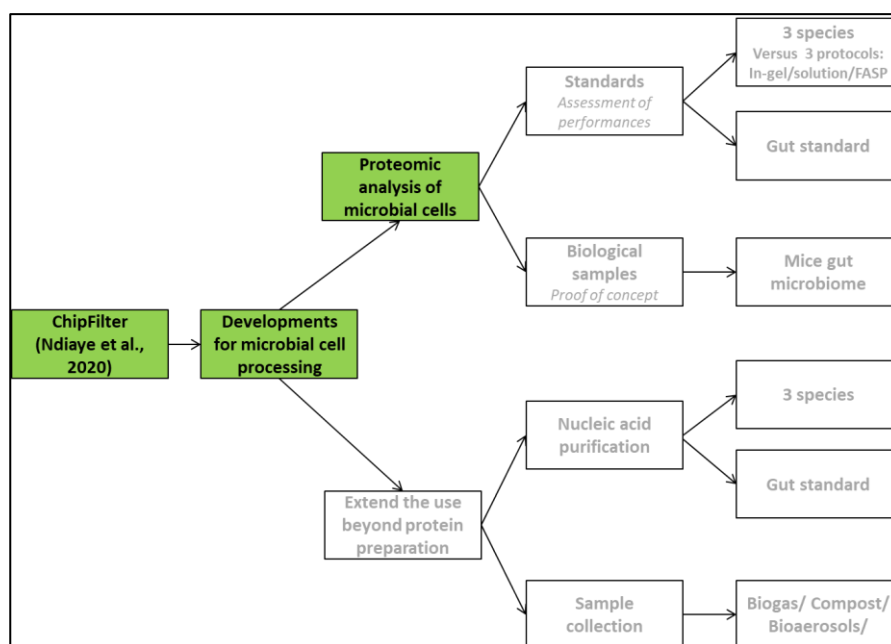 ChipFilter
(Ndiaye et al.,
2020)
Developments
for microbial cell
processing
Proteomic
analysis of
microbial cells
Standards
Assessment of
performances
3 species
Versus 3 protocols:
In-gel/solution/FASP
Gut standard
Biological
samples
Proof of concept
Mice gut
microbiome
Extend the use
beyond protein
preparation
Nucleic acid
purification
3 species
Gut standard
Sample
collection
Biogas/ Compost/
Bioaerosols/